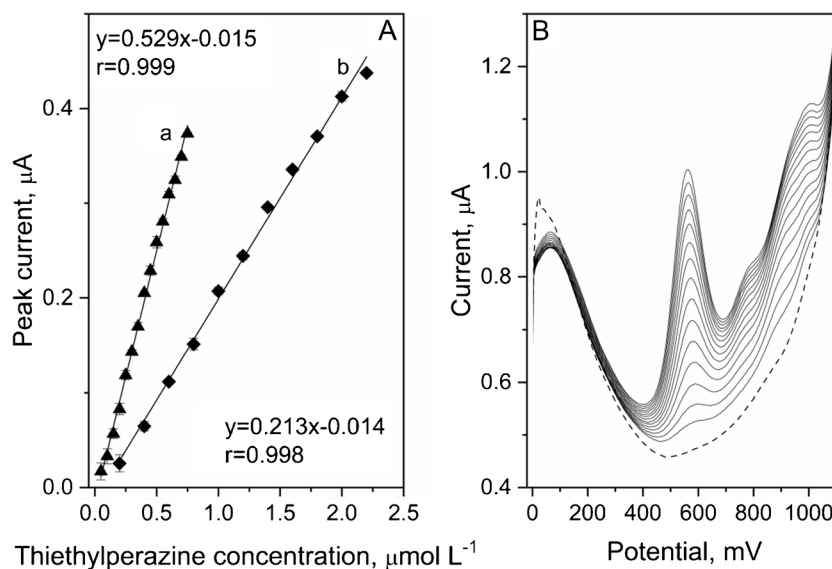 A
y=0.529x-0.015
r=0.999
a
b
y=0.213x-0.014
r=0.998
0.4
0.2
0.0
Peak current, μA
0.0 0.5 1.0 1.5 2.0 2.5
Thiethylperazine concentration, μmol L⁻¹
B
1.2
1.0
0.8
0.6
0.4
Current, μA
0 200 400 600 800 1000
Potential, mV